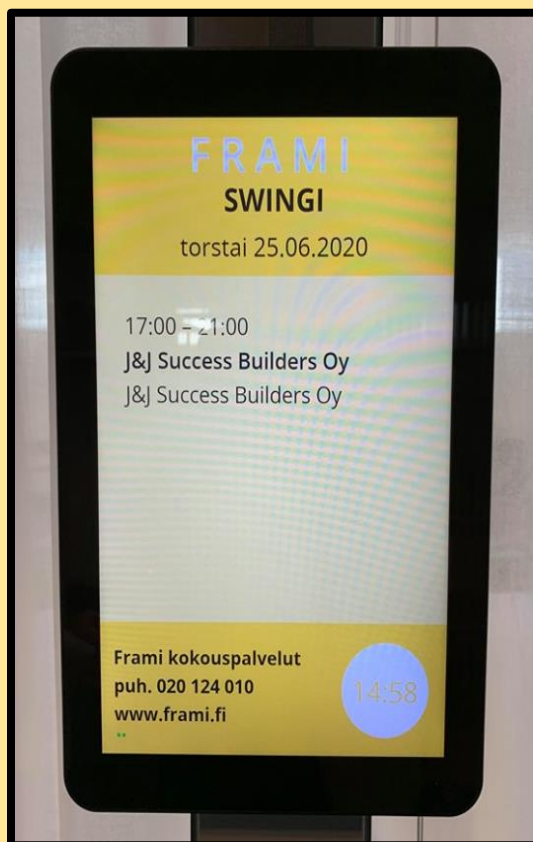 FRAMI
SWINGI
torstai 25.06.2020
17:00 – 21:00
J&J Success Builders Oy
J&J Success Builders Oy
Frami kokouspalvelut
puh. 020 124 010
www.frami.fi
14:58